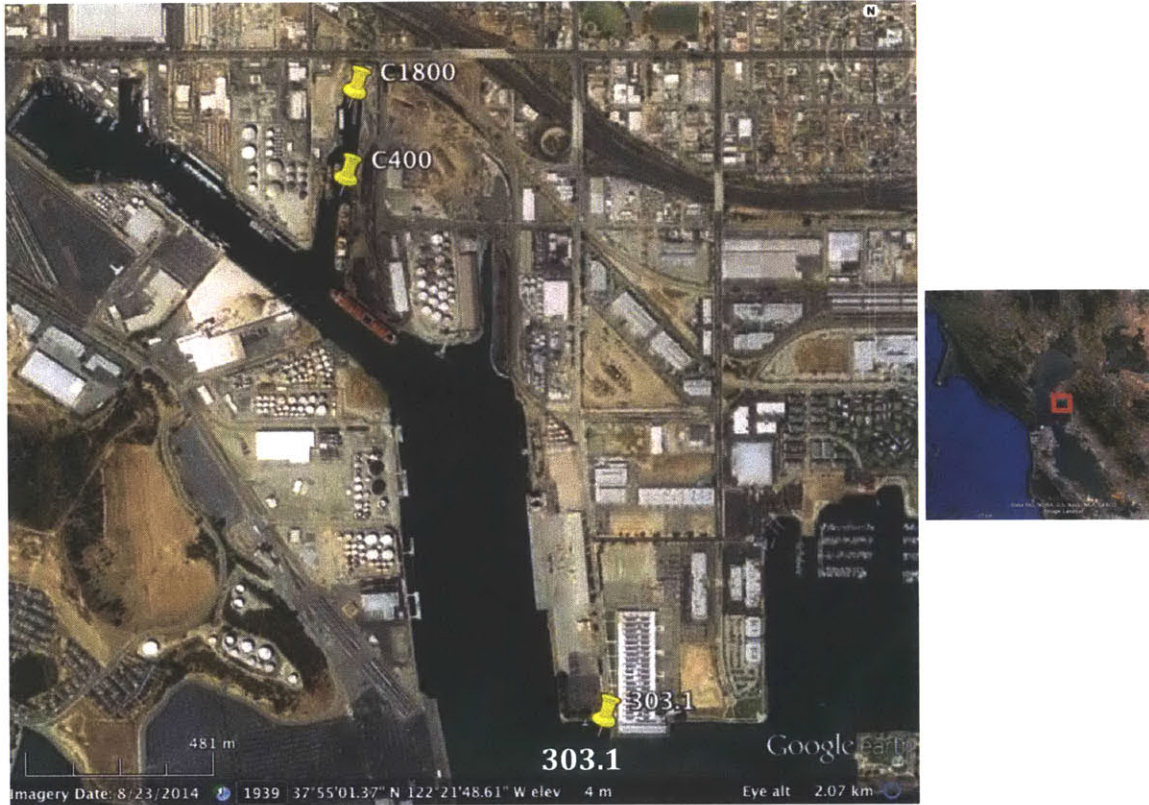 N
C1800
C400
303.1
303.1
481 m
Google earth
Imagery Date: 8/23/2014 1939 37°55'01.37" N 122°21'48.61" W elev 4 m Eye alt 2.07 km